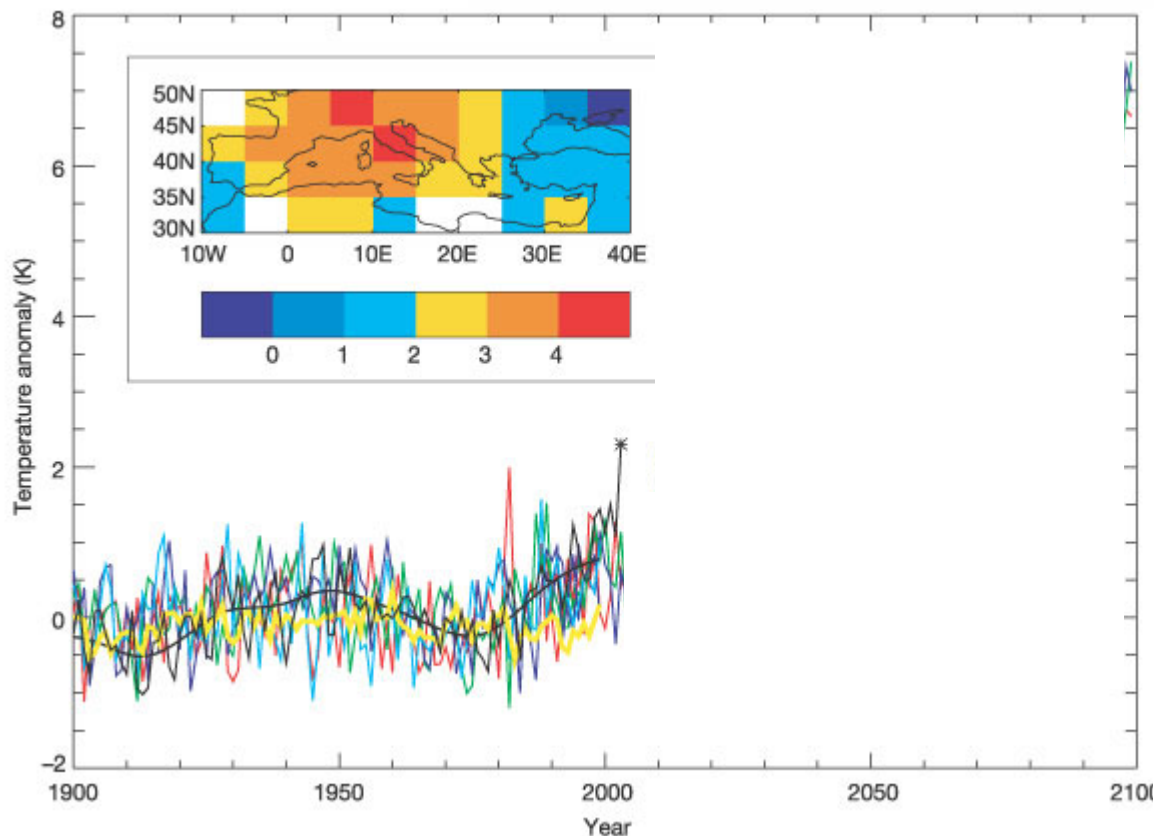 8
6
4
2
0
−2
Temperature anomaly (K)
50N
45N
40N
35N
30N
10W 0 10E 20E 30E 40E
0 1 2 3 4
1900 1950 2000 2050 2100
Year